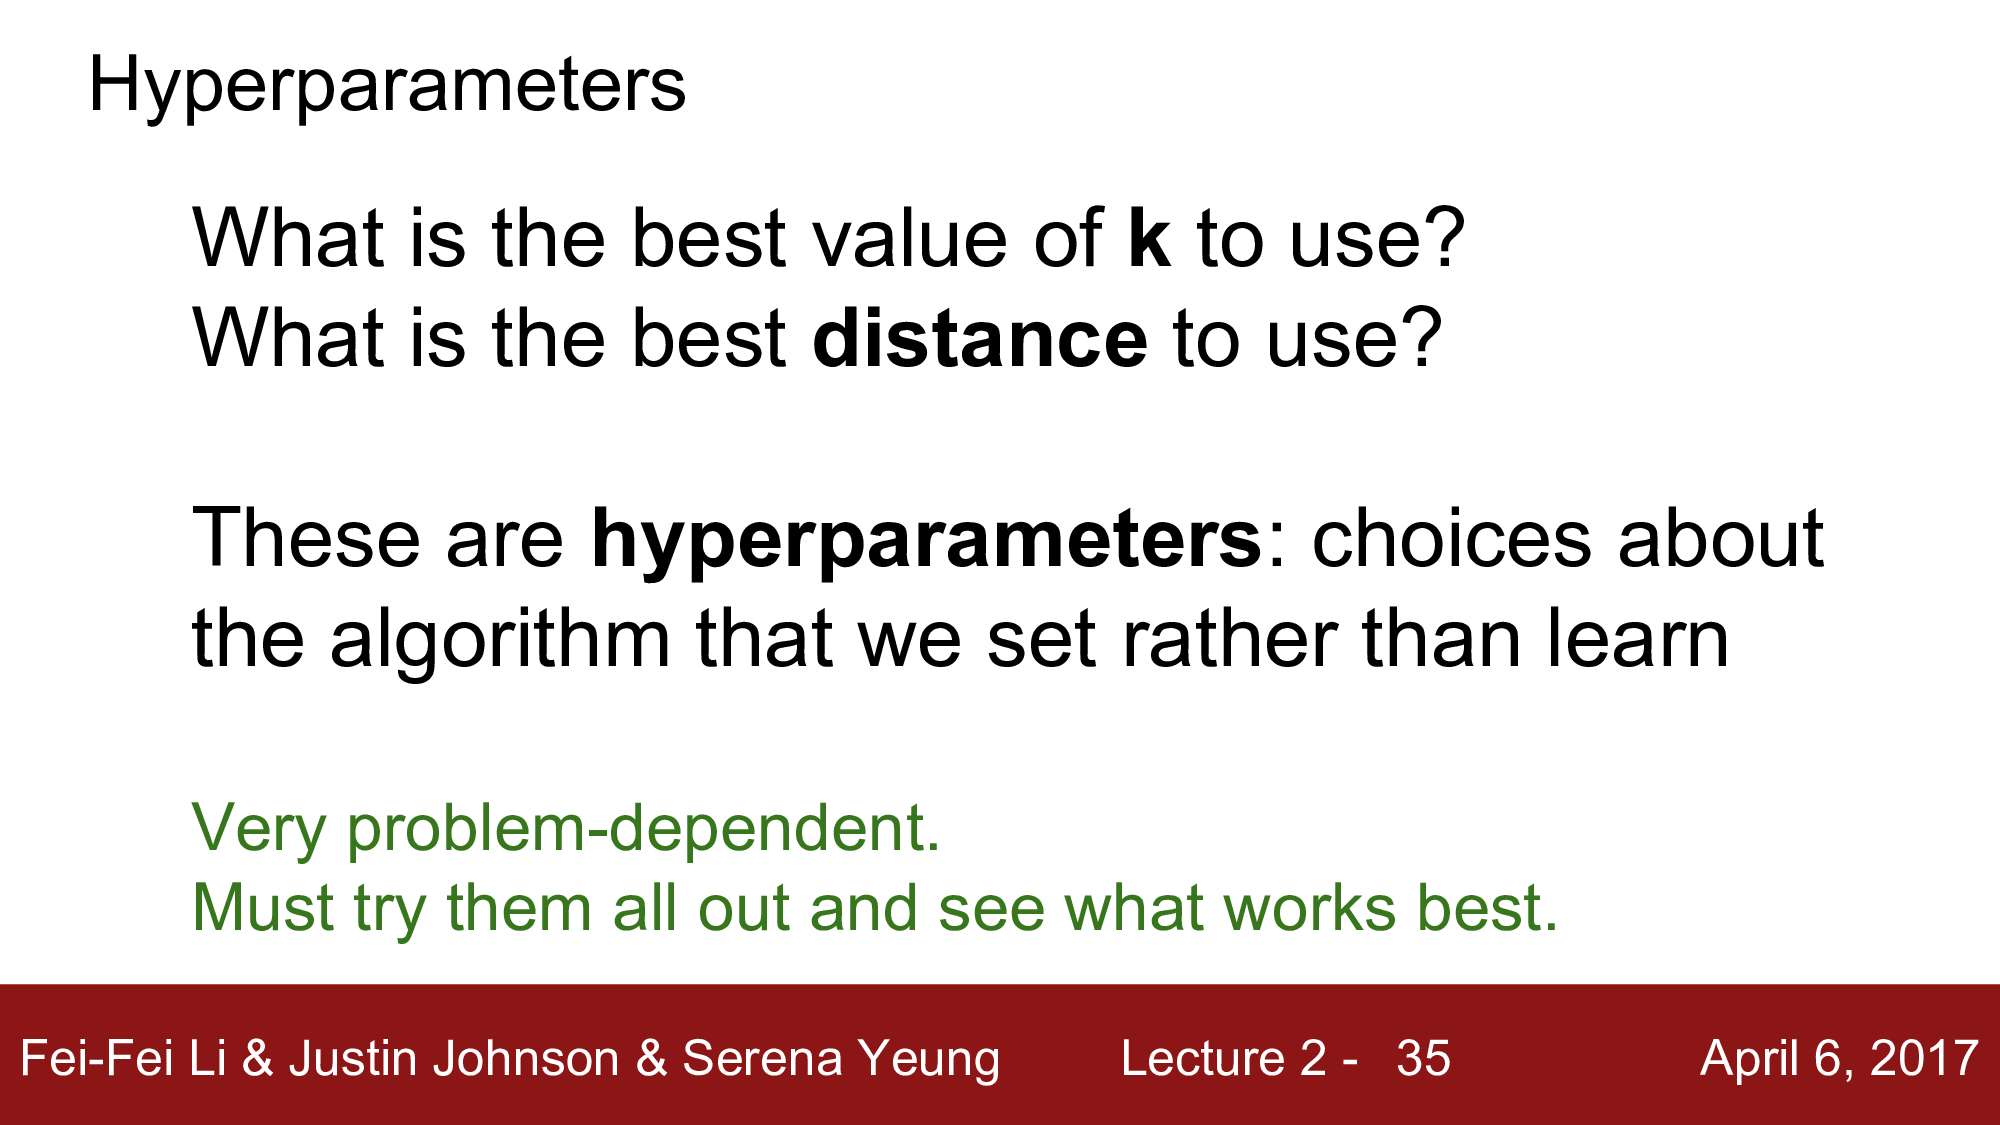 Hyperparameters
What is the best value of k to use?
What is the best distance to use?
These are hyperparameters: choices about
the algorithm that we set rather than learn
Very problem-dependent.
Must try them all out and see what works best.
Fei-Fei Li & Justin Johnson & Serena Yeung Lecture 2 - 35 April 6, 2017